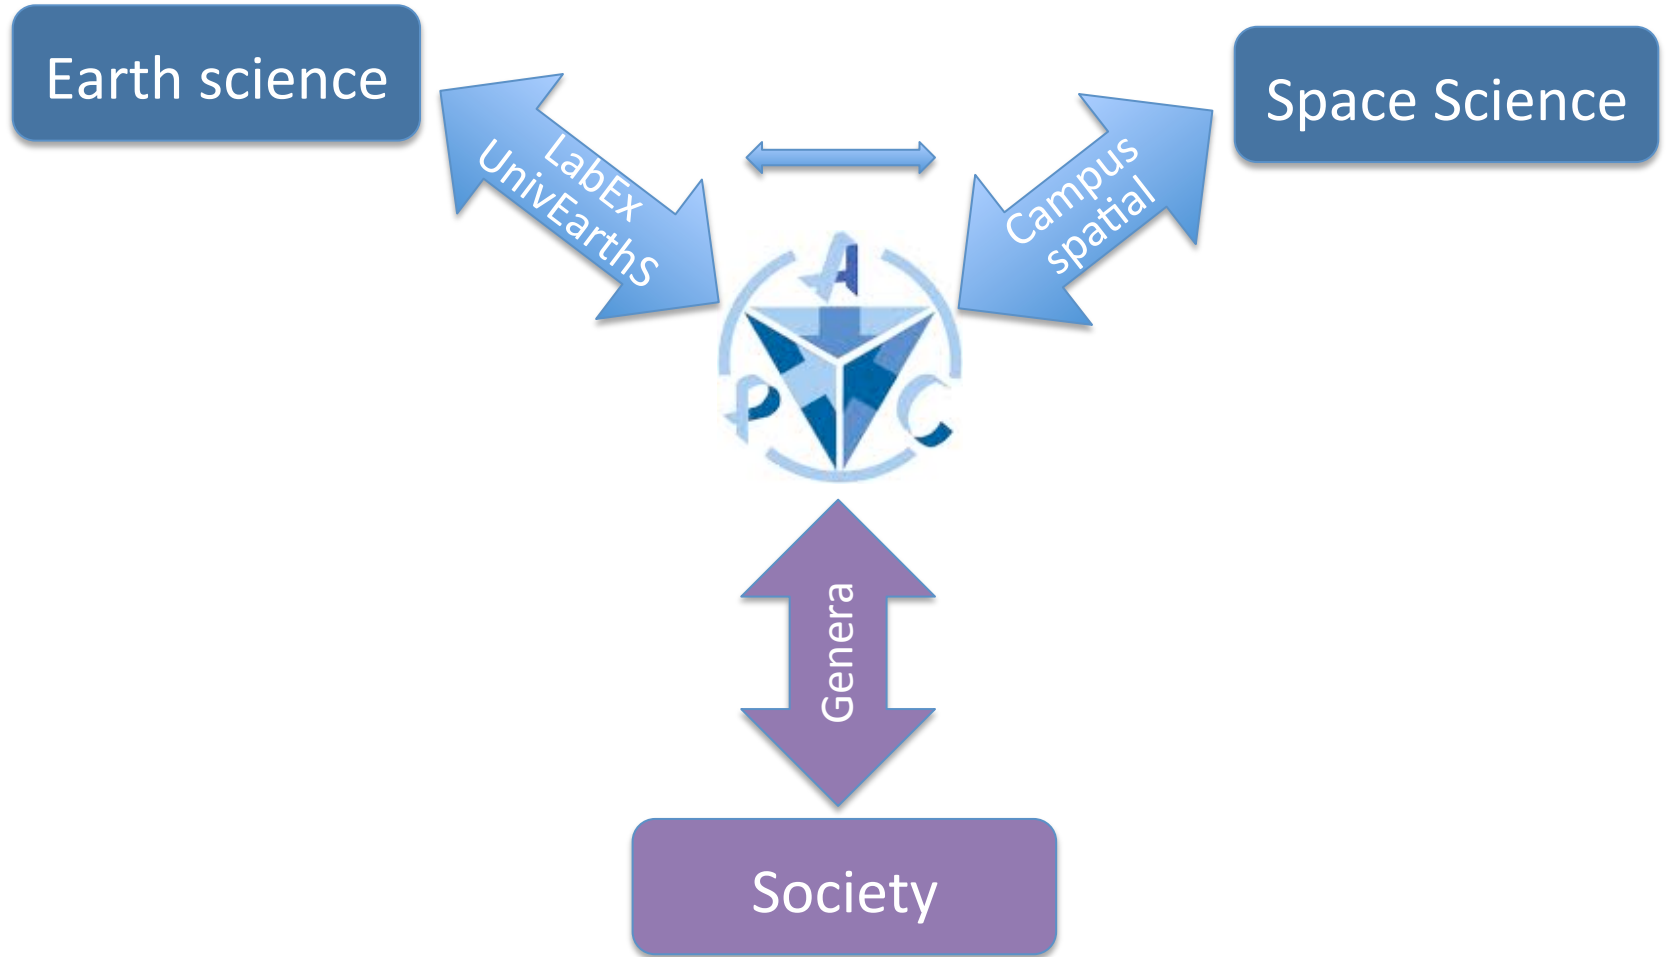 Earth science
Space Science
LabEx
UnivEarthS
Campus
spatial
A
P
C
Genera
Society